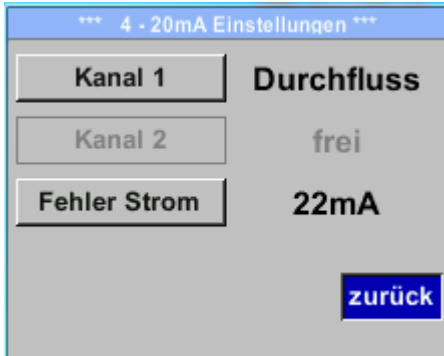 *** 4 - 20mA Einstellungen ***
Kanal 1 Durchfluss
Kanal 2 frei
Fehler Strom 22mA
zurück